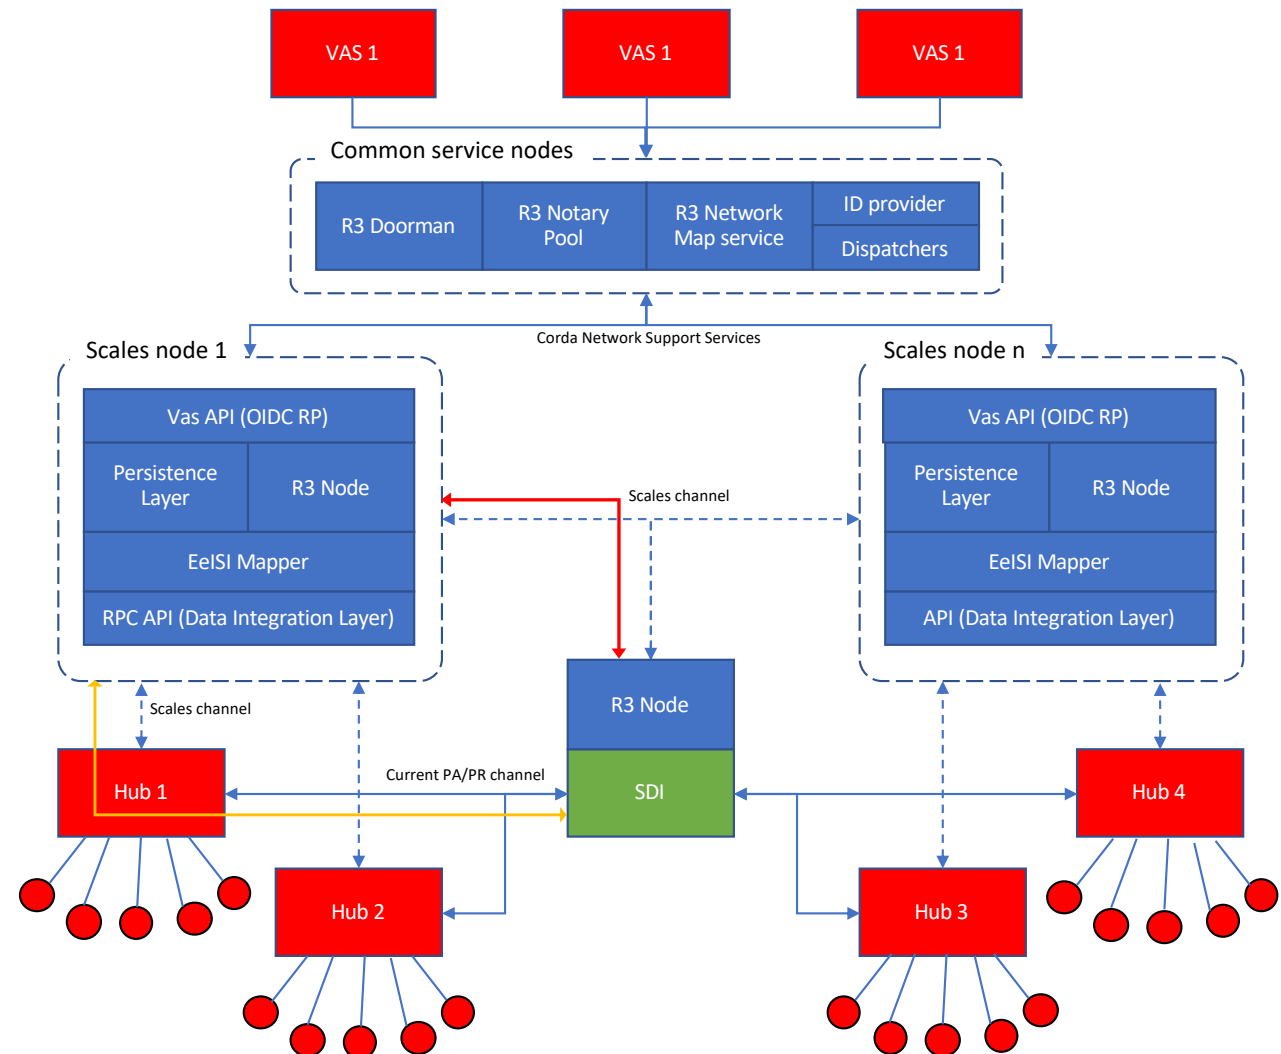 VAS 1
VAS 1
VAS 1
Common service nodes
R3 Doorman
R3 Notary
Pool
R3 Network
Map service
ID provider
Dispatchers
Corda Network Support Services
Scales node 1
Vas API (OIDC RP)
Persistence
Layer
R3 Node
EeISI Mapper
RPC API (Data Integration Layer)
Scales node n
Vas API (OIDC RP)
Persistence
Layer
R3 Node
EeISI Mapper
API (Data Integration Layer)
Scales channel
R3 Node
SDI
Scales channel
Current PA/PR channel
Hub 1
Hub 2
Hub 3
Hub 4